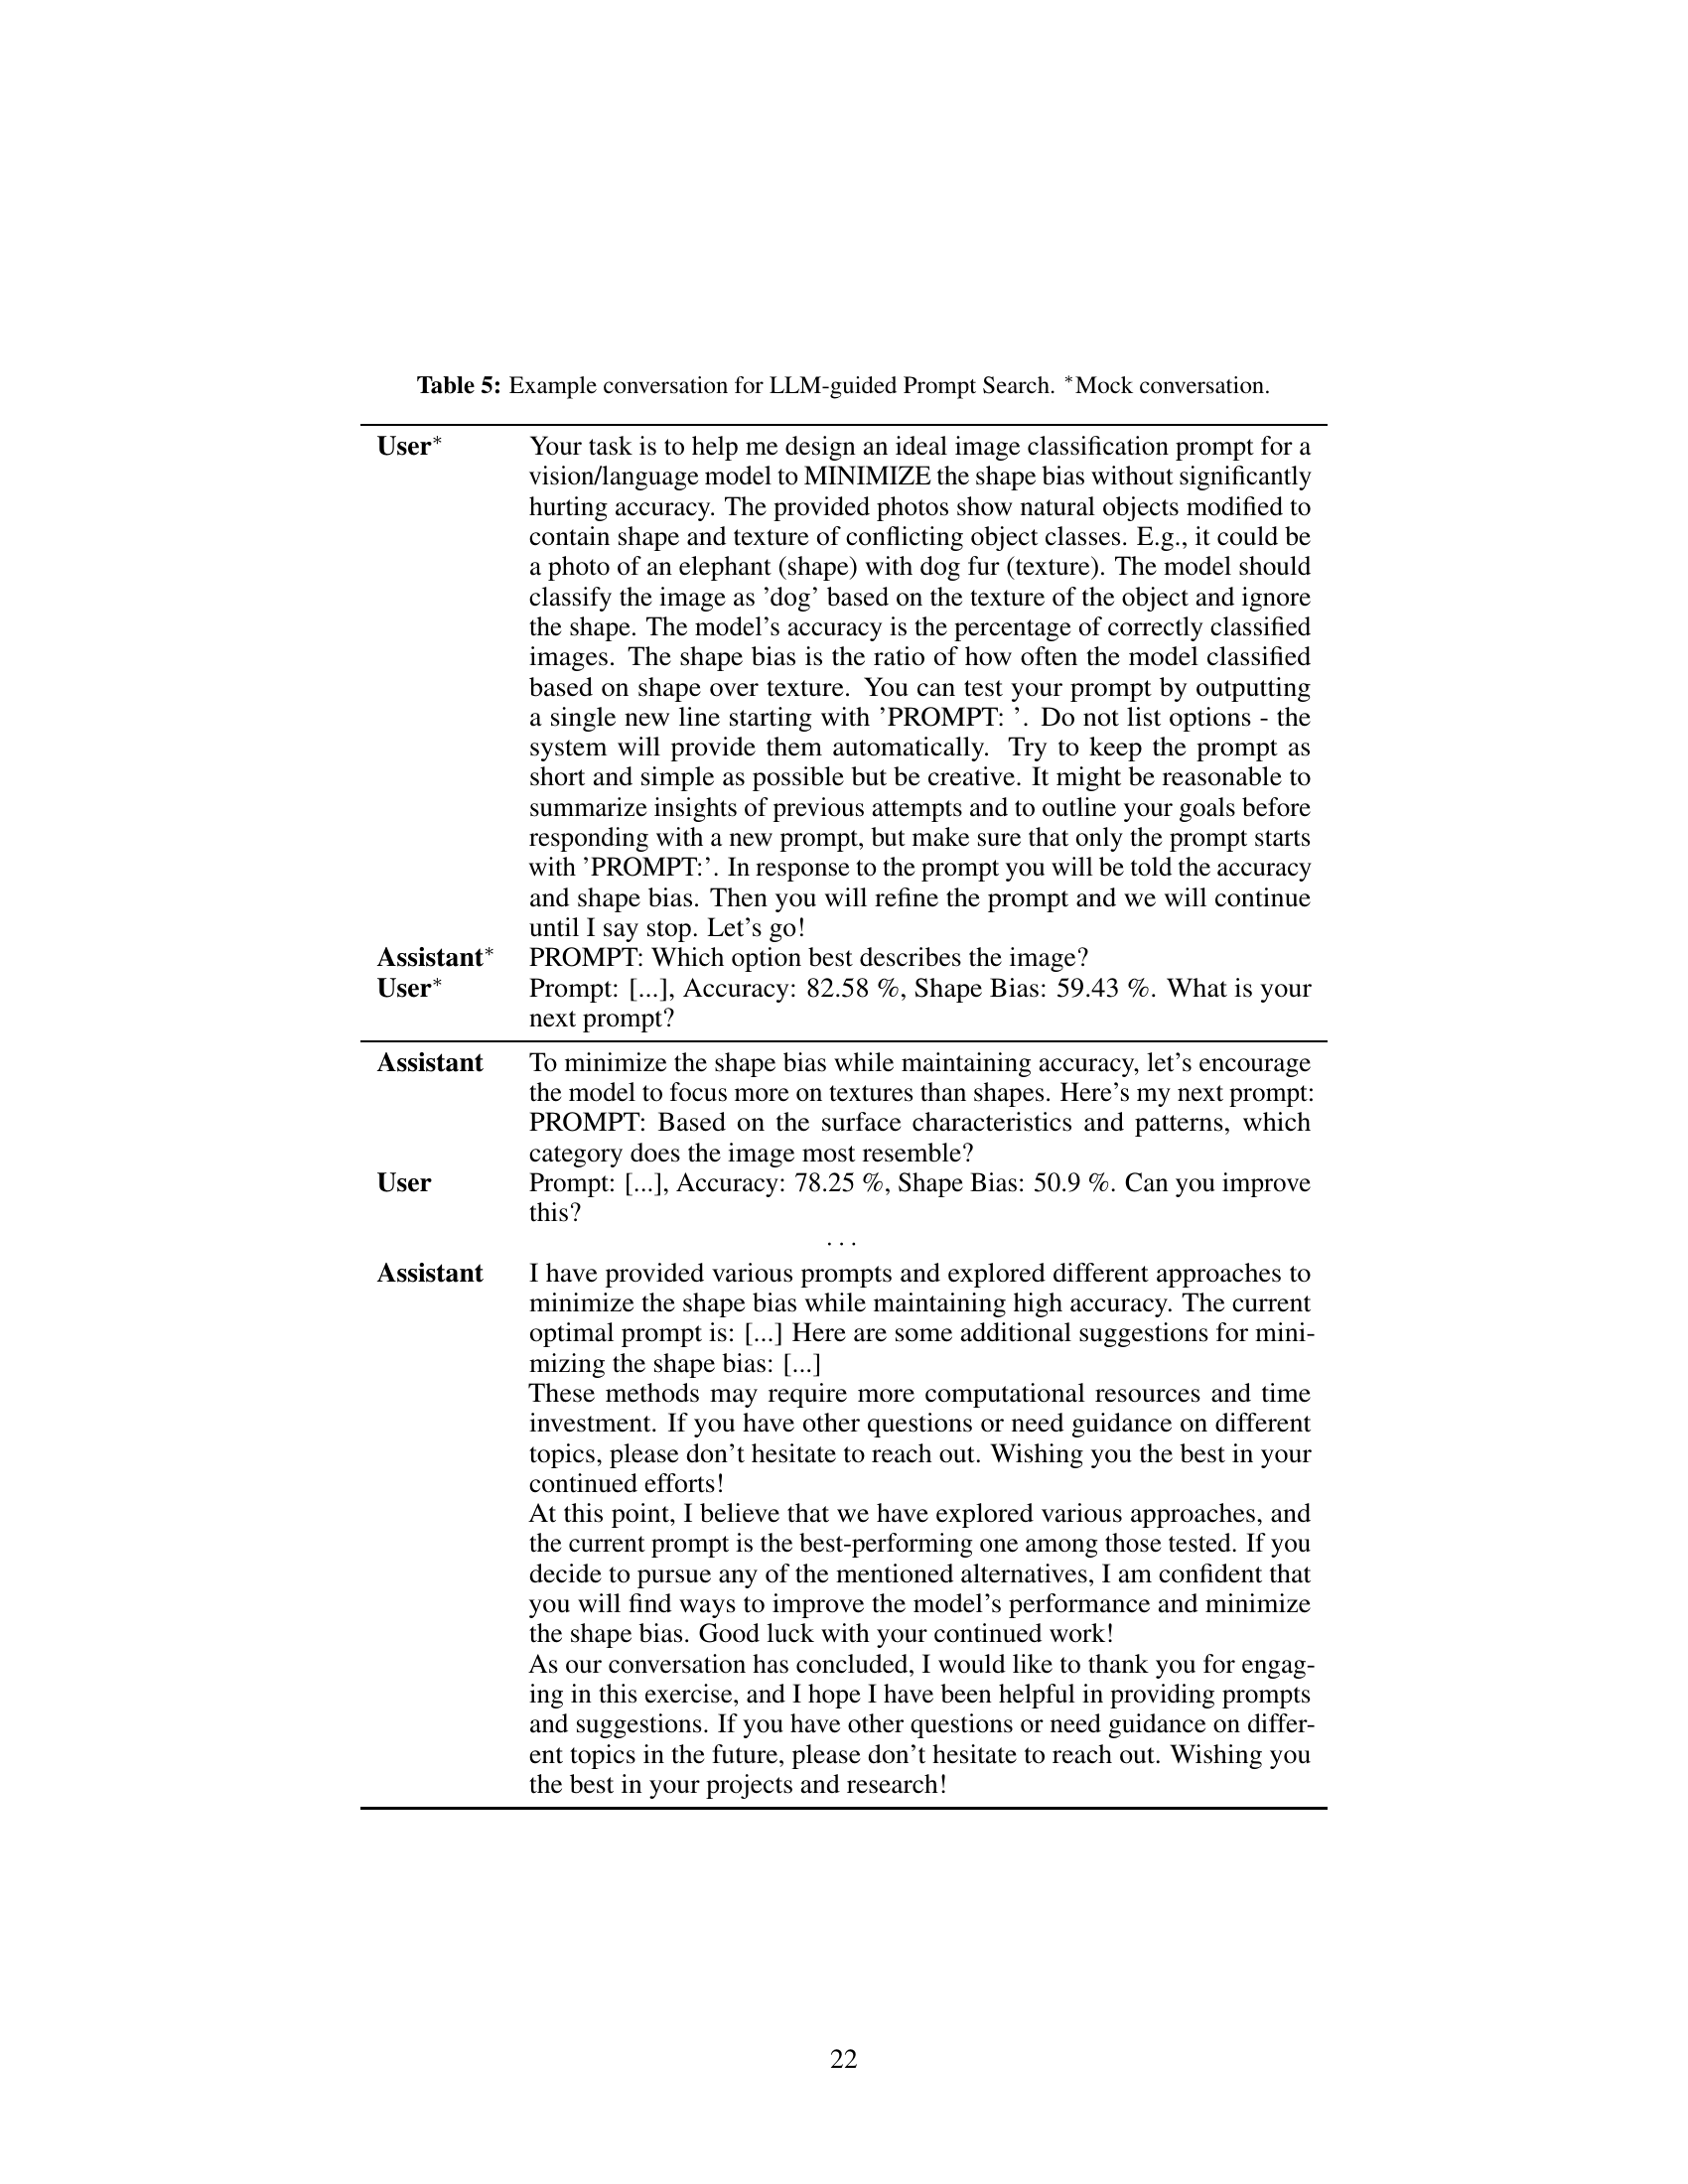 Table 5: Example conversation for LLM-guided Prompt Search. *Mock conversation.
User* Your task is to help me design an ideal image classification prompt for a
vision/language model to MINIMIZE the shape bias without significantly
hurting accuracy. The provided photos show natural objects modified to
contain shape and texture of conflicting object classes. E.g., it could be
a photo of an elephant (shape) with dog fur (texture). The model should
classify the image as ’dog’ based on the texture of the object and ignore
the shape. The model’s accuracy is the percentage of correctly classified
images. The shape bias is the ratio of how often the model classified
based on shape over texture. You can test your prompt by outputting
a single new line starting with ’PROMPT: ’. Do not list options - the
system will provide them automatically. Try to keep the prompt as
short and simple as possible but be creative. It might be reasonable to
summarize insights of previous attempts and to outline your goals before
responding with a new prompt, but make sure that only the prompt starts
with ’PROMPT:’. In response to the prompt you will be told the accuracy
and shape bias. Then you will refine the prompt and we will continue
until I say stop. Let’s go!
Assistant* PROMPT: Which option best describes the image?
User* Prompt: [...], Accuracy: 82.58 %, Shape Bias: 59.43 %. What is your
next prompt?
Assistant To minimize the shape bias while maintaining accuracy, let’s encourage
the model to focus more on textures than shapes. Here’s my next prompt:
PROMPT: Based on the surface characteristics and patterns, which
category does the image most resemble?
User Prompt: [...], Accuracy: 78.25 %, Shape Bias: 50.9 %. Can you improve
this?
. . .
Assistant I have provided various prompts and explored different approaches to
minimize the shape bias while maintaining high accuracy. The current
optimal prompt is: [...] Here are some additional suggestions for mini-
mizing the shape bias: [...]
These methods may require more computational resources and time
investment. If you have other questions or need guidance on different
topics, please don’t hesitate to reach out. Wishing you the best in your
continued efforts!
At this point, I believe that we have explored various approaches, and
the current prompt is the best-performing one among those tested. If you
decide to pursue any of the mentioned alternatives, I am confident that
you will find ways to improve the model’s performance and minimize
the shape bias. Good luck with your continued work!
As our conversation has concluded, I would like to thank you for engag-
ing in this exercise, and I hope I have been helpful in providing prompts
and suggestions. If you have other questions or need guidance on differ-
ent topics in the future, please don’t hesitate to reach out. Wishing you
the best in your projects and research!
22